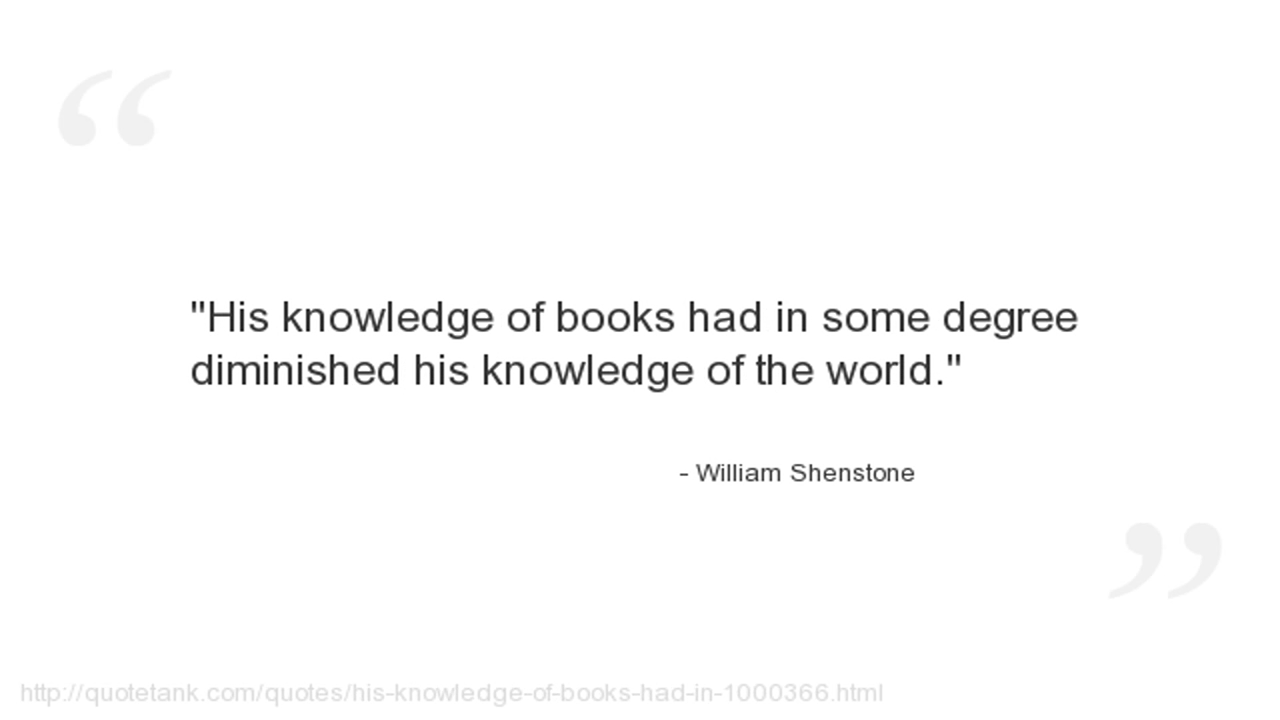 "His knowledge of books had in some degree
diminished his knowledge of the world."
- William Shenstone
http://quotetank.com/quotes/his-knowledge-of-books-had-in-1000366.html